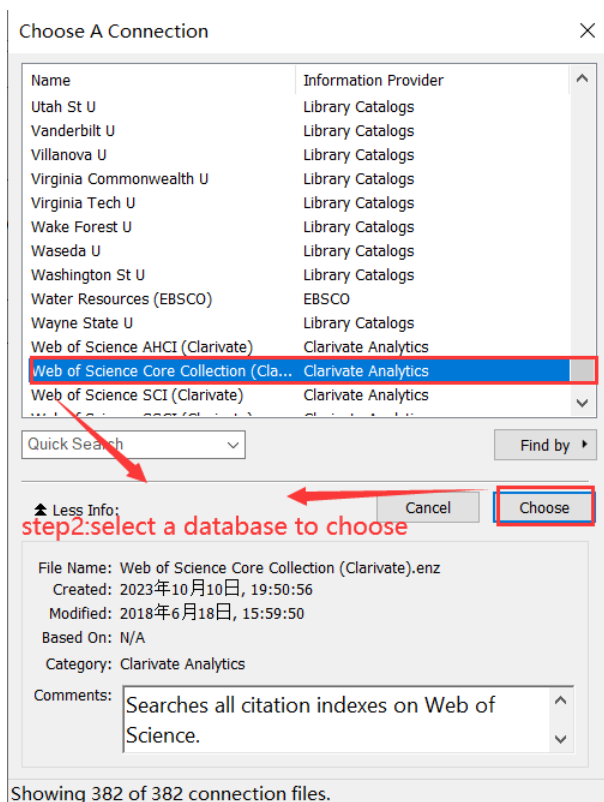 Choose A Connection
Name Information Provider
Utah St U Library Catalogs
Vanderbilt U Library Catalogs
Villanova U Library Catalogs
Virginia Commonwealth U Library Catalogs
Virginia Tech U Library Catalogs
Wake Forest U Library Catalogs
Waseda U Library Catalogs
Washington St U Library Catalogs
Water Resources (EBSCO) EBSCO
Wayne State U Library Catalogs
Web of Science AHCI (Clarivate) Clarivate Analytics
Web of Science Core Collection (Cla... Clarivate Analytics
Web of Science SCI (Clarivate) Clarivate Analytics
Quick Search Find by
Less Info: Cancel Choose
step2:select a database to choose
File Name: Web of Science Core Collection (Clarivate).enz
Created: 2023年10月10日, 19:50:56
Modified: 2018年6月18日, 15:59:50
Based On: N/A
Category: Clarivate Analytics
Comments: Searches all citation indexes on Web of
Science.
Showing 382 of 382 connection files.